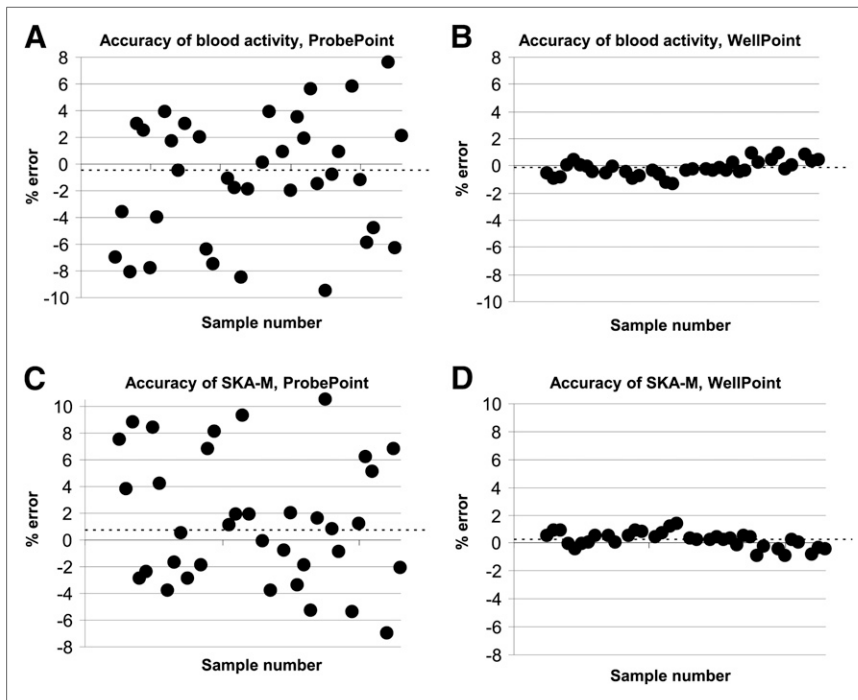 A
Accuracy of blood activity, ProbePoint
8
6
4
2
0
-2
-4
-6
-8
-10
% error
Sample number
B
Accuracy of blood activity, WellPoint
8
6
4
2
0
-2
-4
-6
-8
-10
% error
Sample number
C
Accuracy of SKA-M, ProbePoint
10
8
6
4
2
0
-2
-4
-6
-8
% error
Sample number
D
Accuracy of SKA-M, WellPoint
10
8
6
4
2
0
-2
-4
-6
-8
% error
Sample number